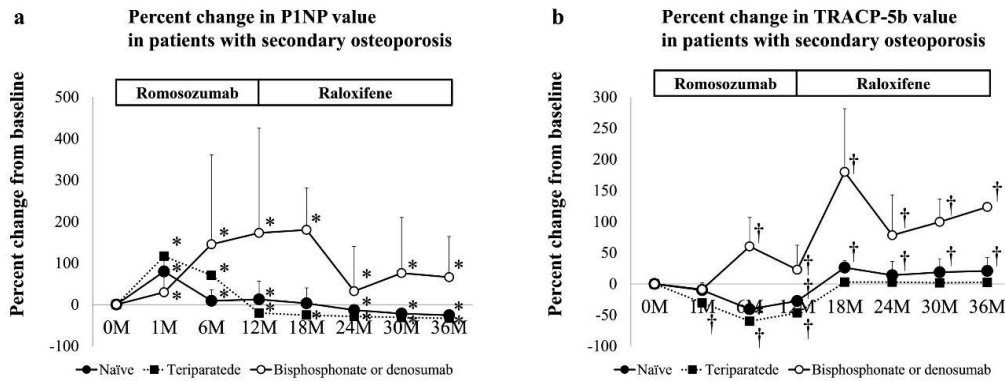 a Percent change in P1NP value
in patients with secondary osteoporosis
Percent change from baseline
Romosozumab Raloxifene
500
400
300
200
100
0
-100
* * * * * * * * * * * * * * * * * *
0M 1M 6M 12M 18M 24M 30M 36M
Naïve Teriparatede Bisphosphonate or denosumab
b Percent change in TRACP-5b value
in patients with secondary osteoporosis
Percent change from baseline
Romosozumab Raloxifene
300
250
200
150
100
50
0
-50
-100
† † † † † † † † † † † † † † †
0M 1M 6M 12M 18M 24M 30M 36M
Naïve Teriparatede Bisphosphonate or denosumab